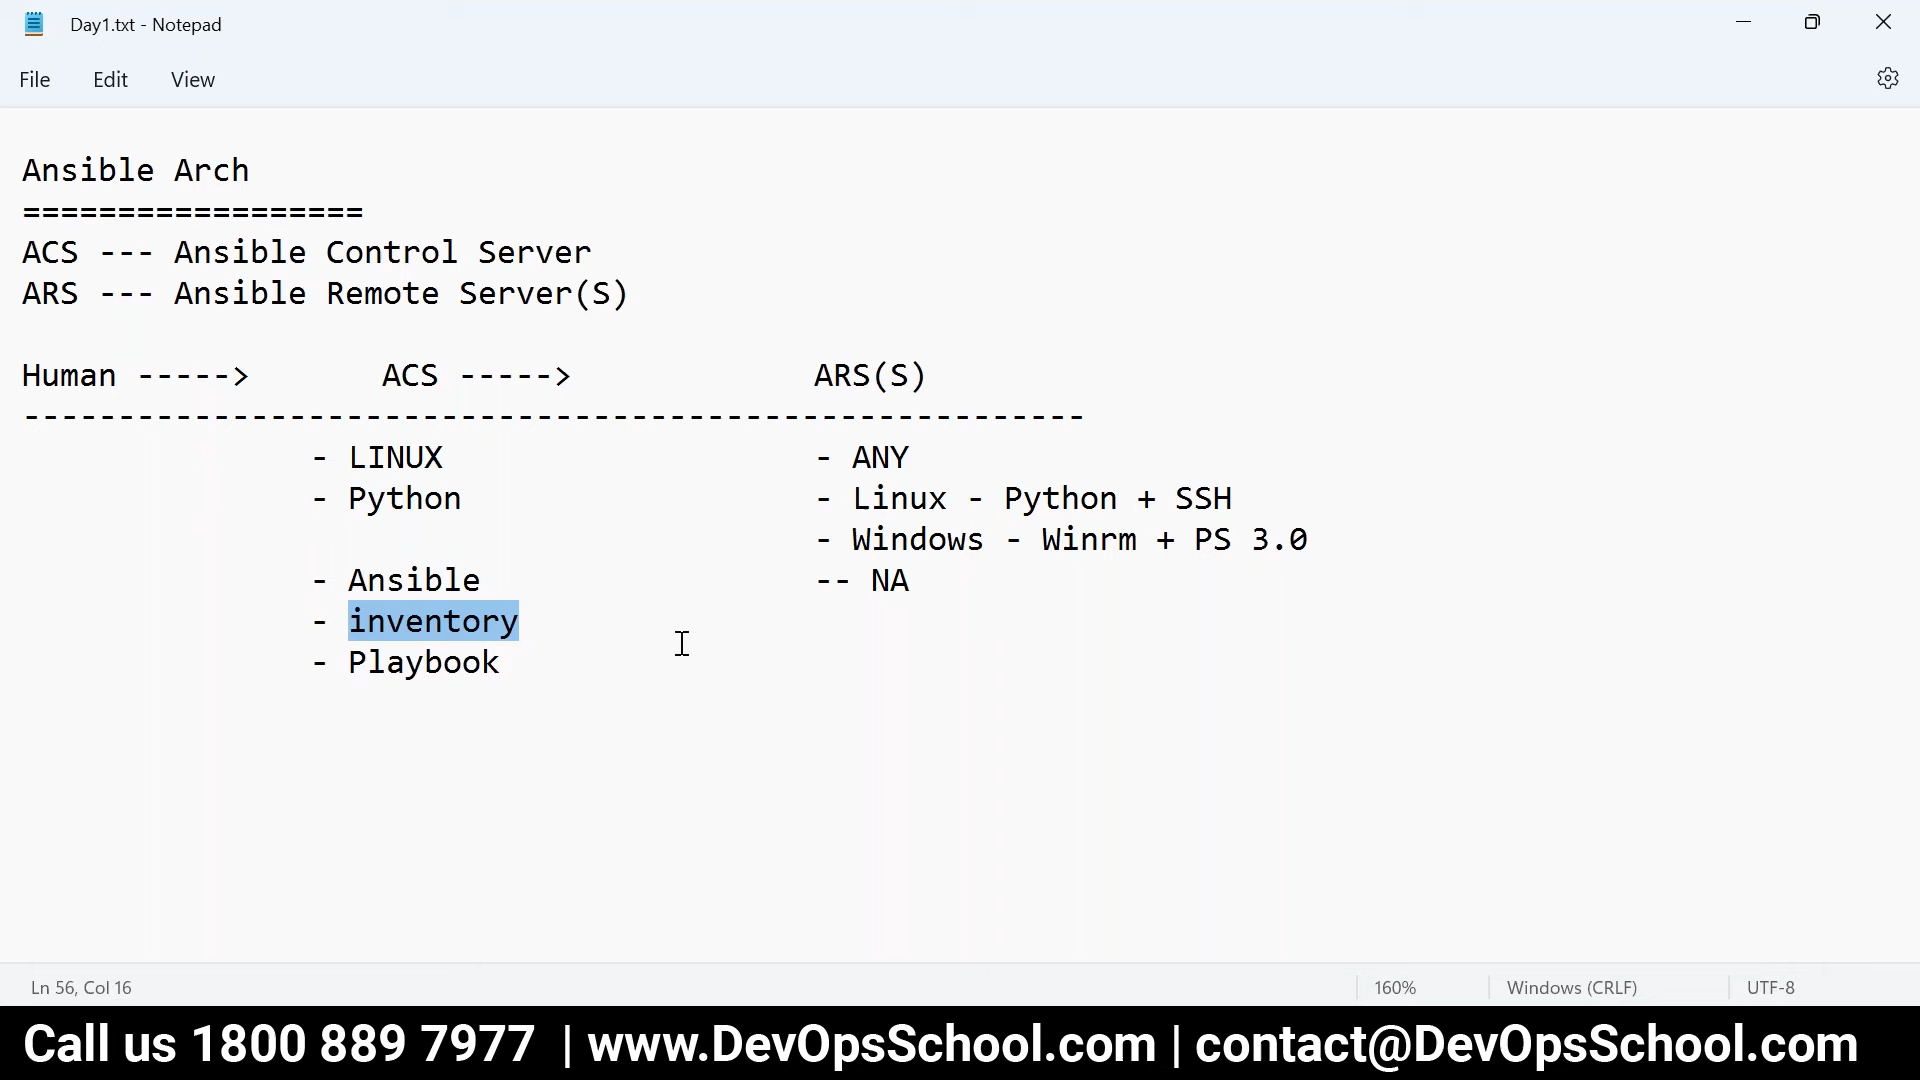 Day1.txt - Notepad
File Edit View
Ansible Arch
==================
ACS --- Ansible Control Server
ARS --- Ansible Remote Server(S)
Human -----> ACS -----> ARS(S)
--------------------------------------------------------
- LINUX - ANY
- Python - Linux - Python + SSH
- Windows - Winrm + PS 3.0
- Ansible -- NA
- inventory
- Playbook
Ln 56, Col 16 160% Windows (CRLF) UTF-8
Call us 1800 889 7977 | www.DevOpsSchool.com | contact@DevOpsSchool.com